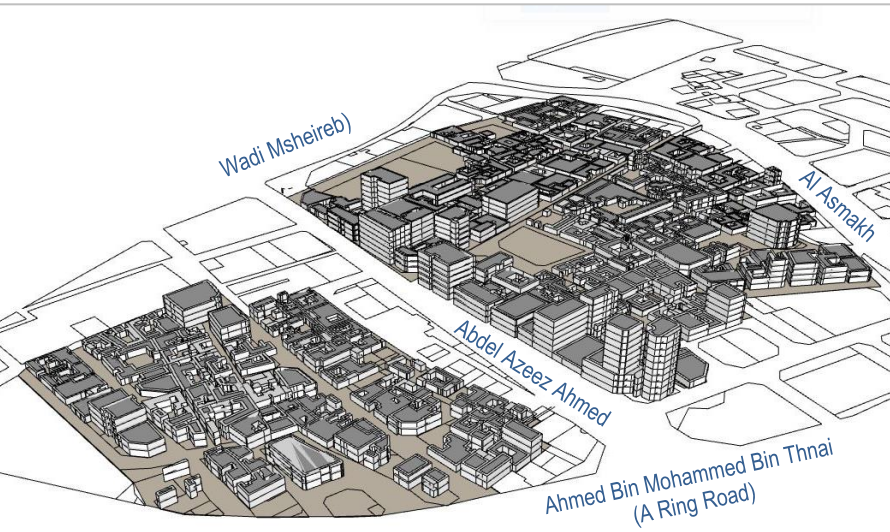 Wadi Msheireb)
Al Asmakh
Abdel Azeez Ahmed
Ahmed Bin Mohammed Bin Thnai
(A Ring Road)